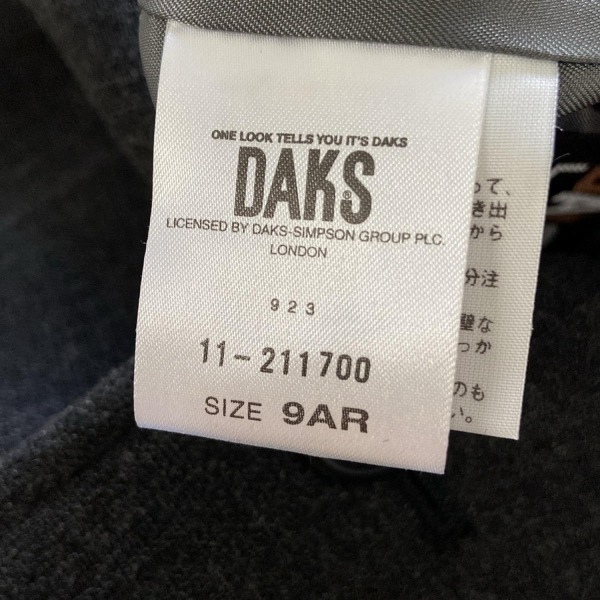 ONE LOOK TELLS YOU IT'S DAKS
DAKS®
LICENSED BY DAKS-SIMPSON GROUP PLC.
LONDON
923
11-211700
SIZE 9AR
って、
き出
から
分注
壁な
っか
のも
い。